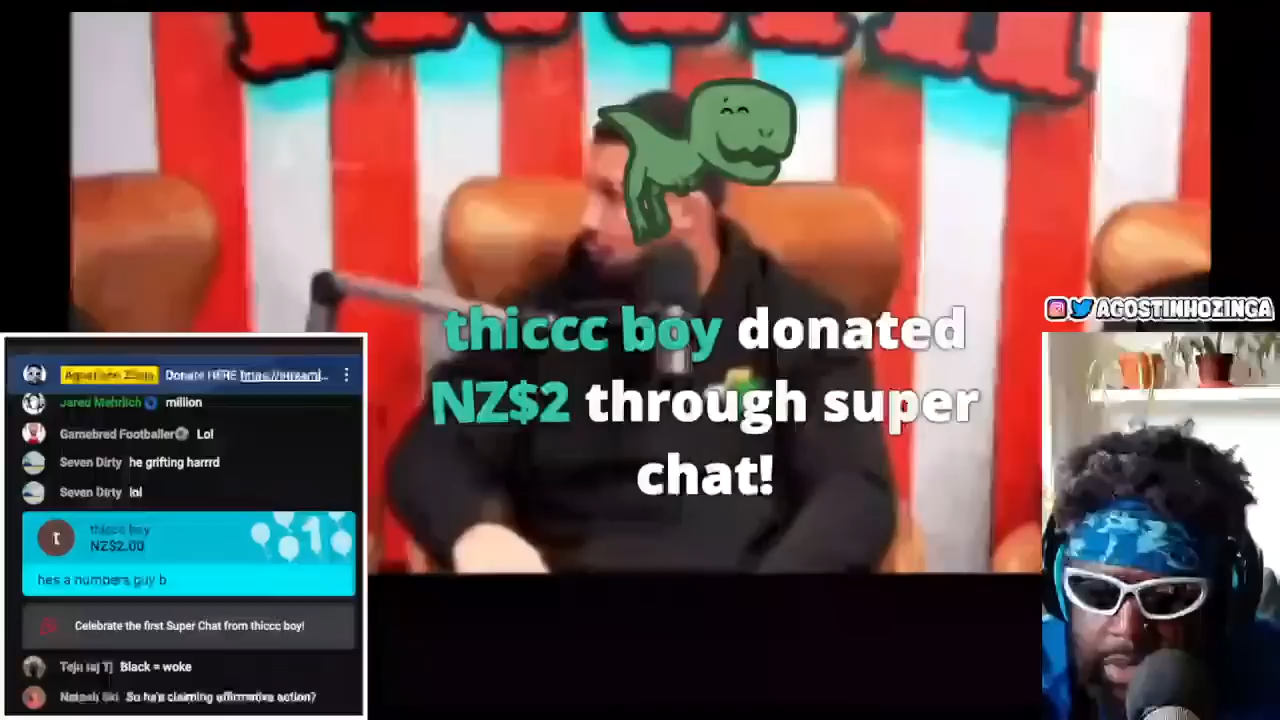 thiccc boy donated
NZ$2 through super
chat!
AGOSTINHOZINGA
Donate HERE
Jared Mehrlich million
Gamebred Footballer Lol
Seven Dirty he grifting harrrd
Seven Dirty lol
t
thiccc boy
NZ$2.00
1
hes a numbers guy b
Celebrate the first Super Chat from thiccc boy!
Black = woke
So he's claiming affirmative action?